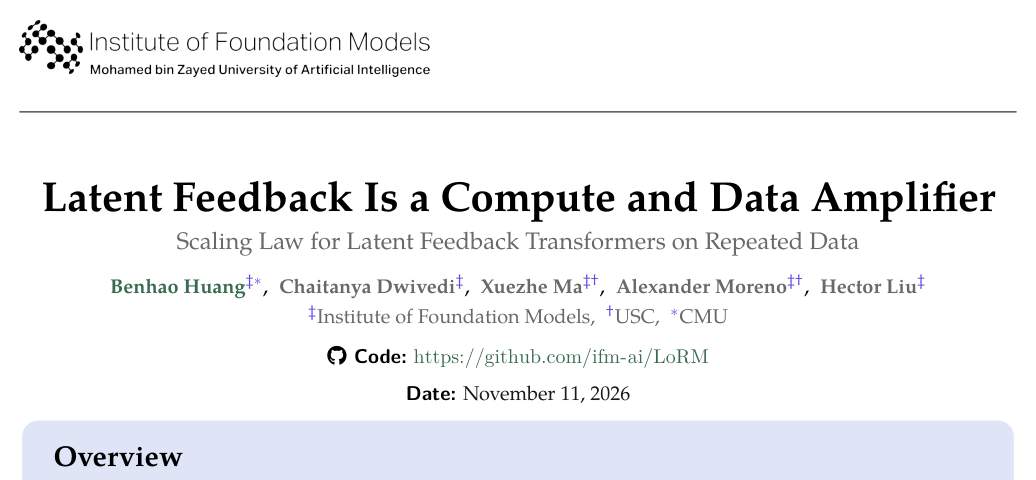 Institute of Foundation Models
Mohamed bin Zayed University of Artificial Intelligence
Latent Feedback Is a Compute and Data Amplifier
Scaling Law for Latent Feedback Transformers on Repeated Data
Benhao Huang‡*, Chaitanya Dwivedi‡, Xuezhe Ma‡†, Alexander Moreno‡†, Hector Liu‡
‡Institute of Foundation Models, †USC, *CMU
Code: https://github.com/ifm-ai/LoRM
Date: November 11, 2026
Overview